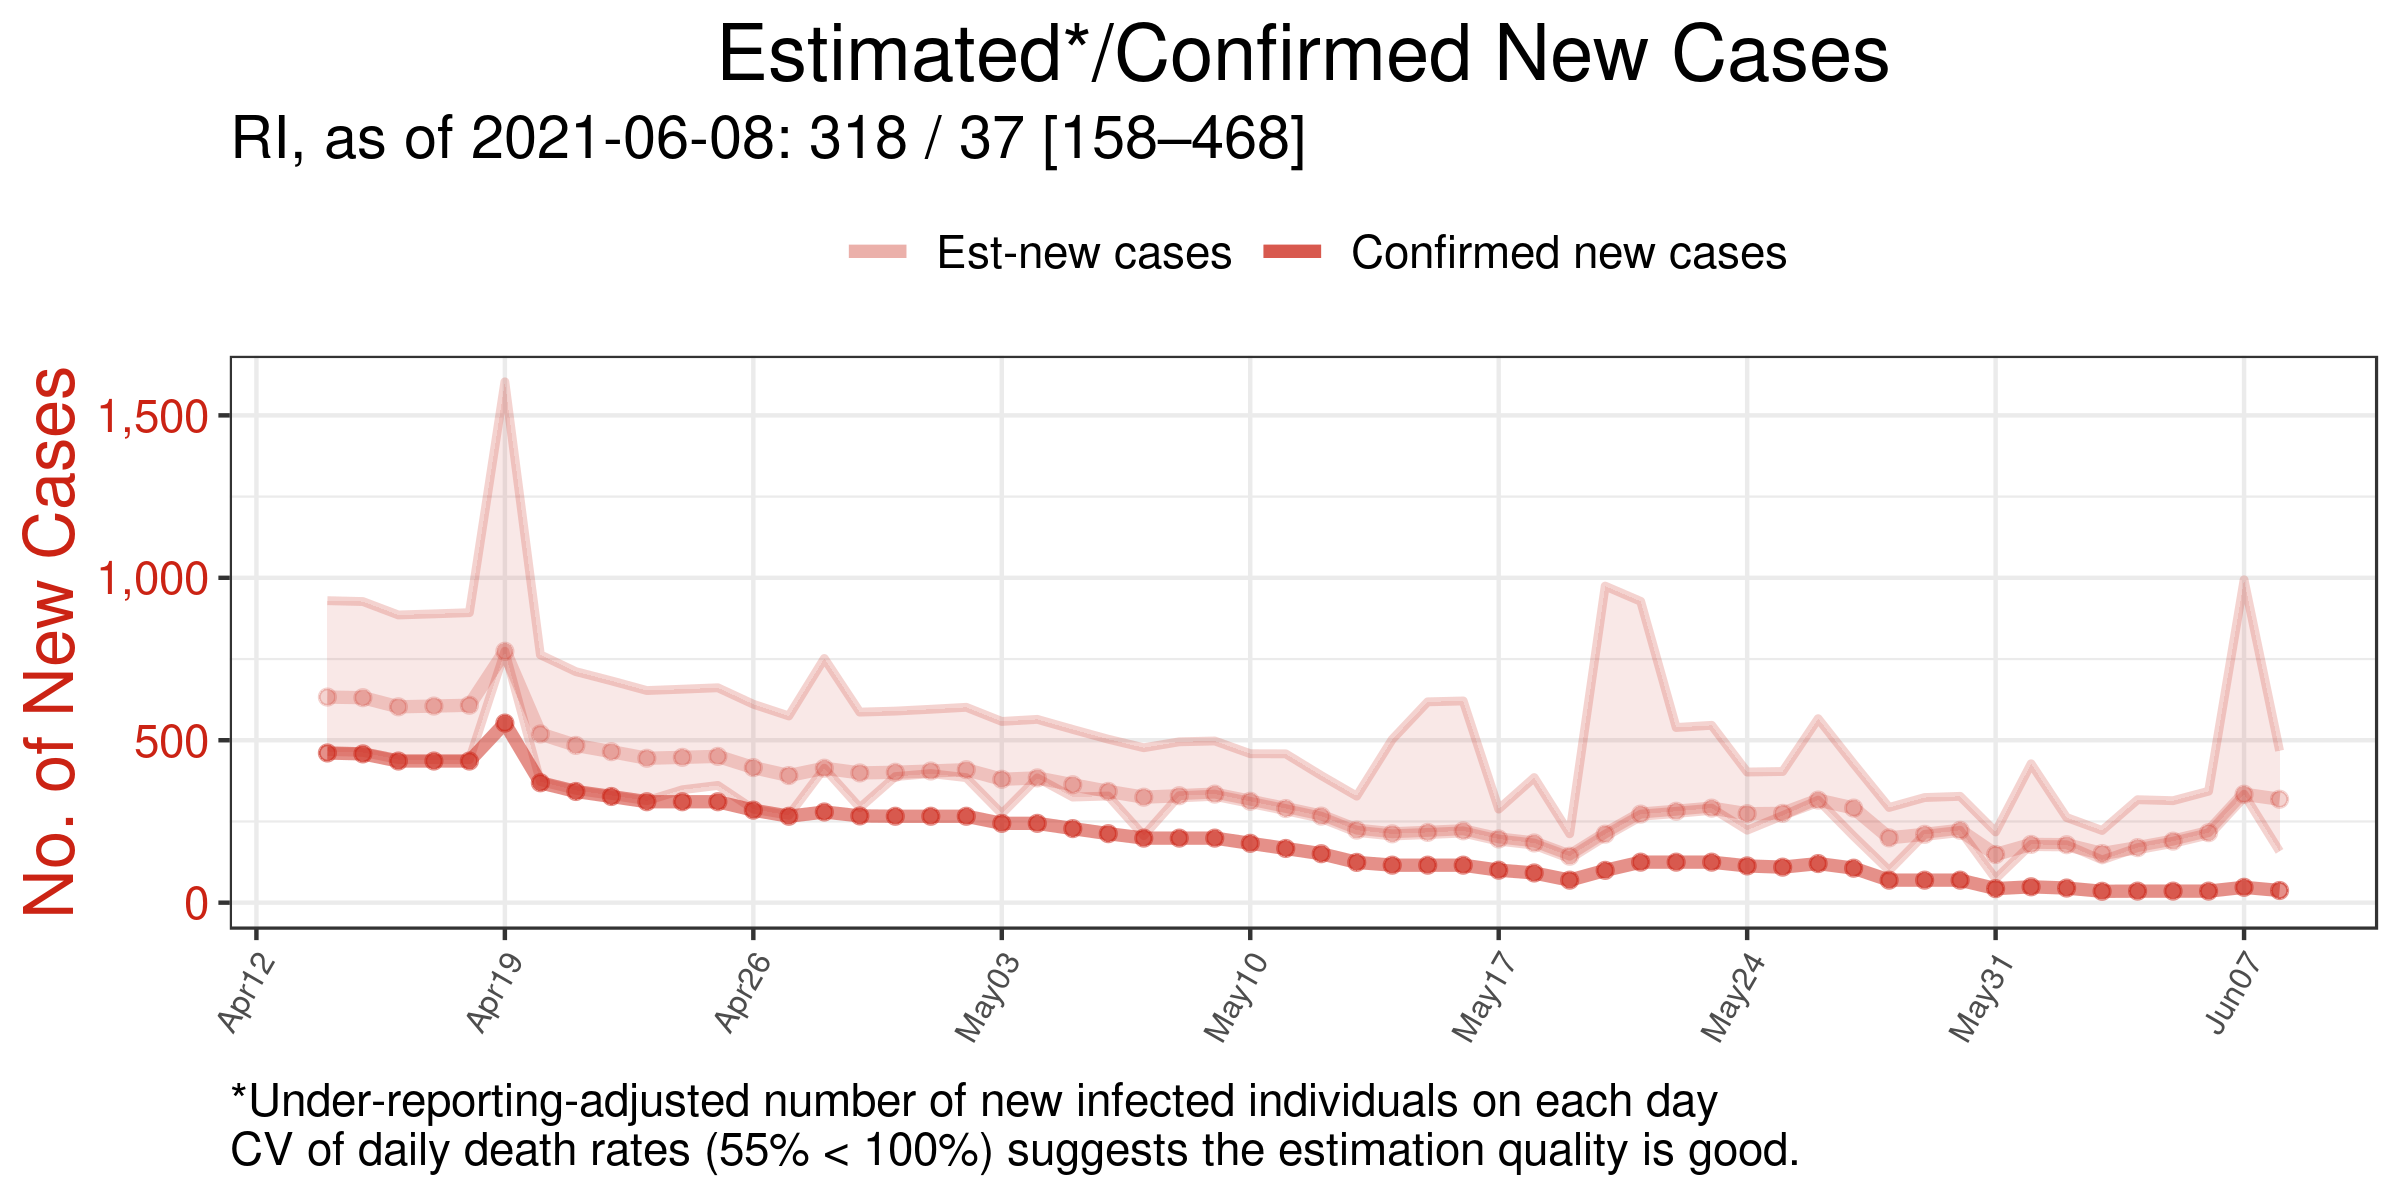 Estimated*/Confirmed New Cases
RI, as of 2021-06-08: 318 / 37 [158–468]
Est-new cases
Confirmed new cases
No. of New Cases
1,500
1,000
500
0
Apr12
Apr19
Apr26
May03
May10
May17
May24
May31
Jun07
*Under-reporting-adjusted number of new infected individuals on each day
CV of daily death rates (55% < 100%) suggests the estimation quality is good.